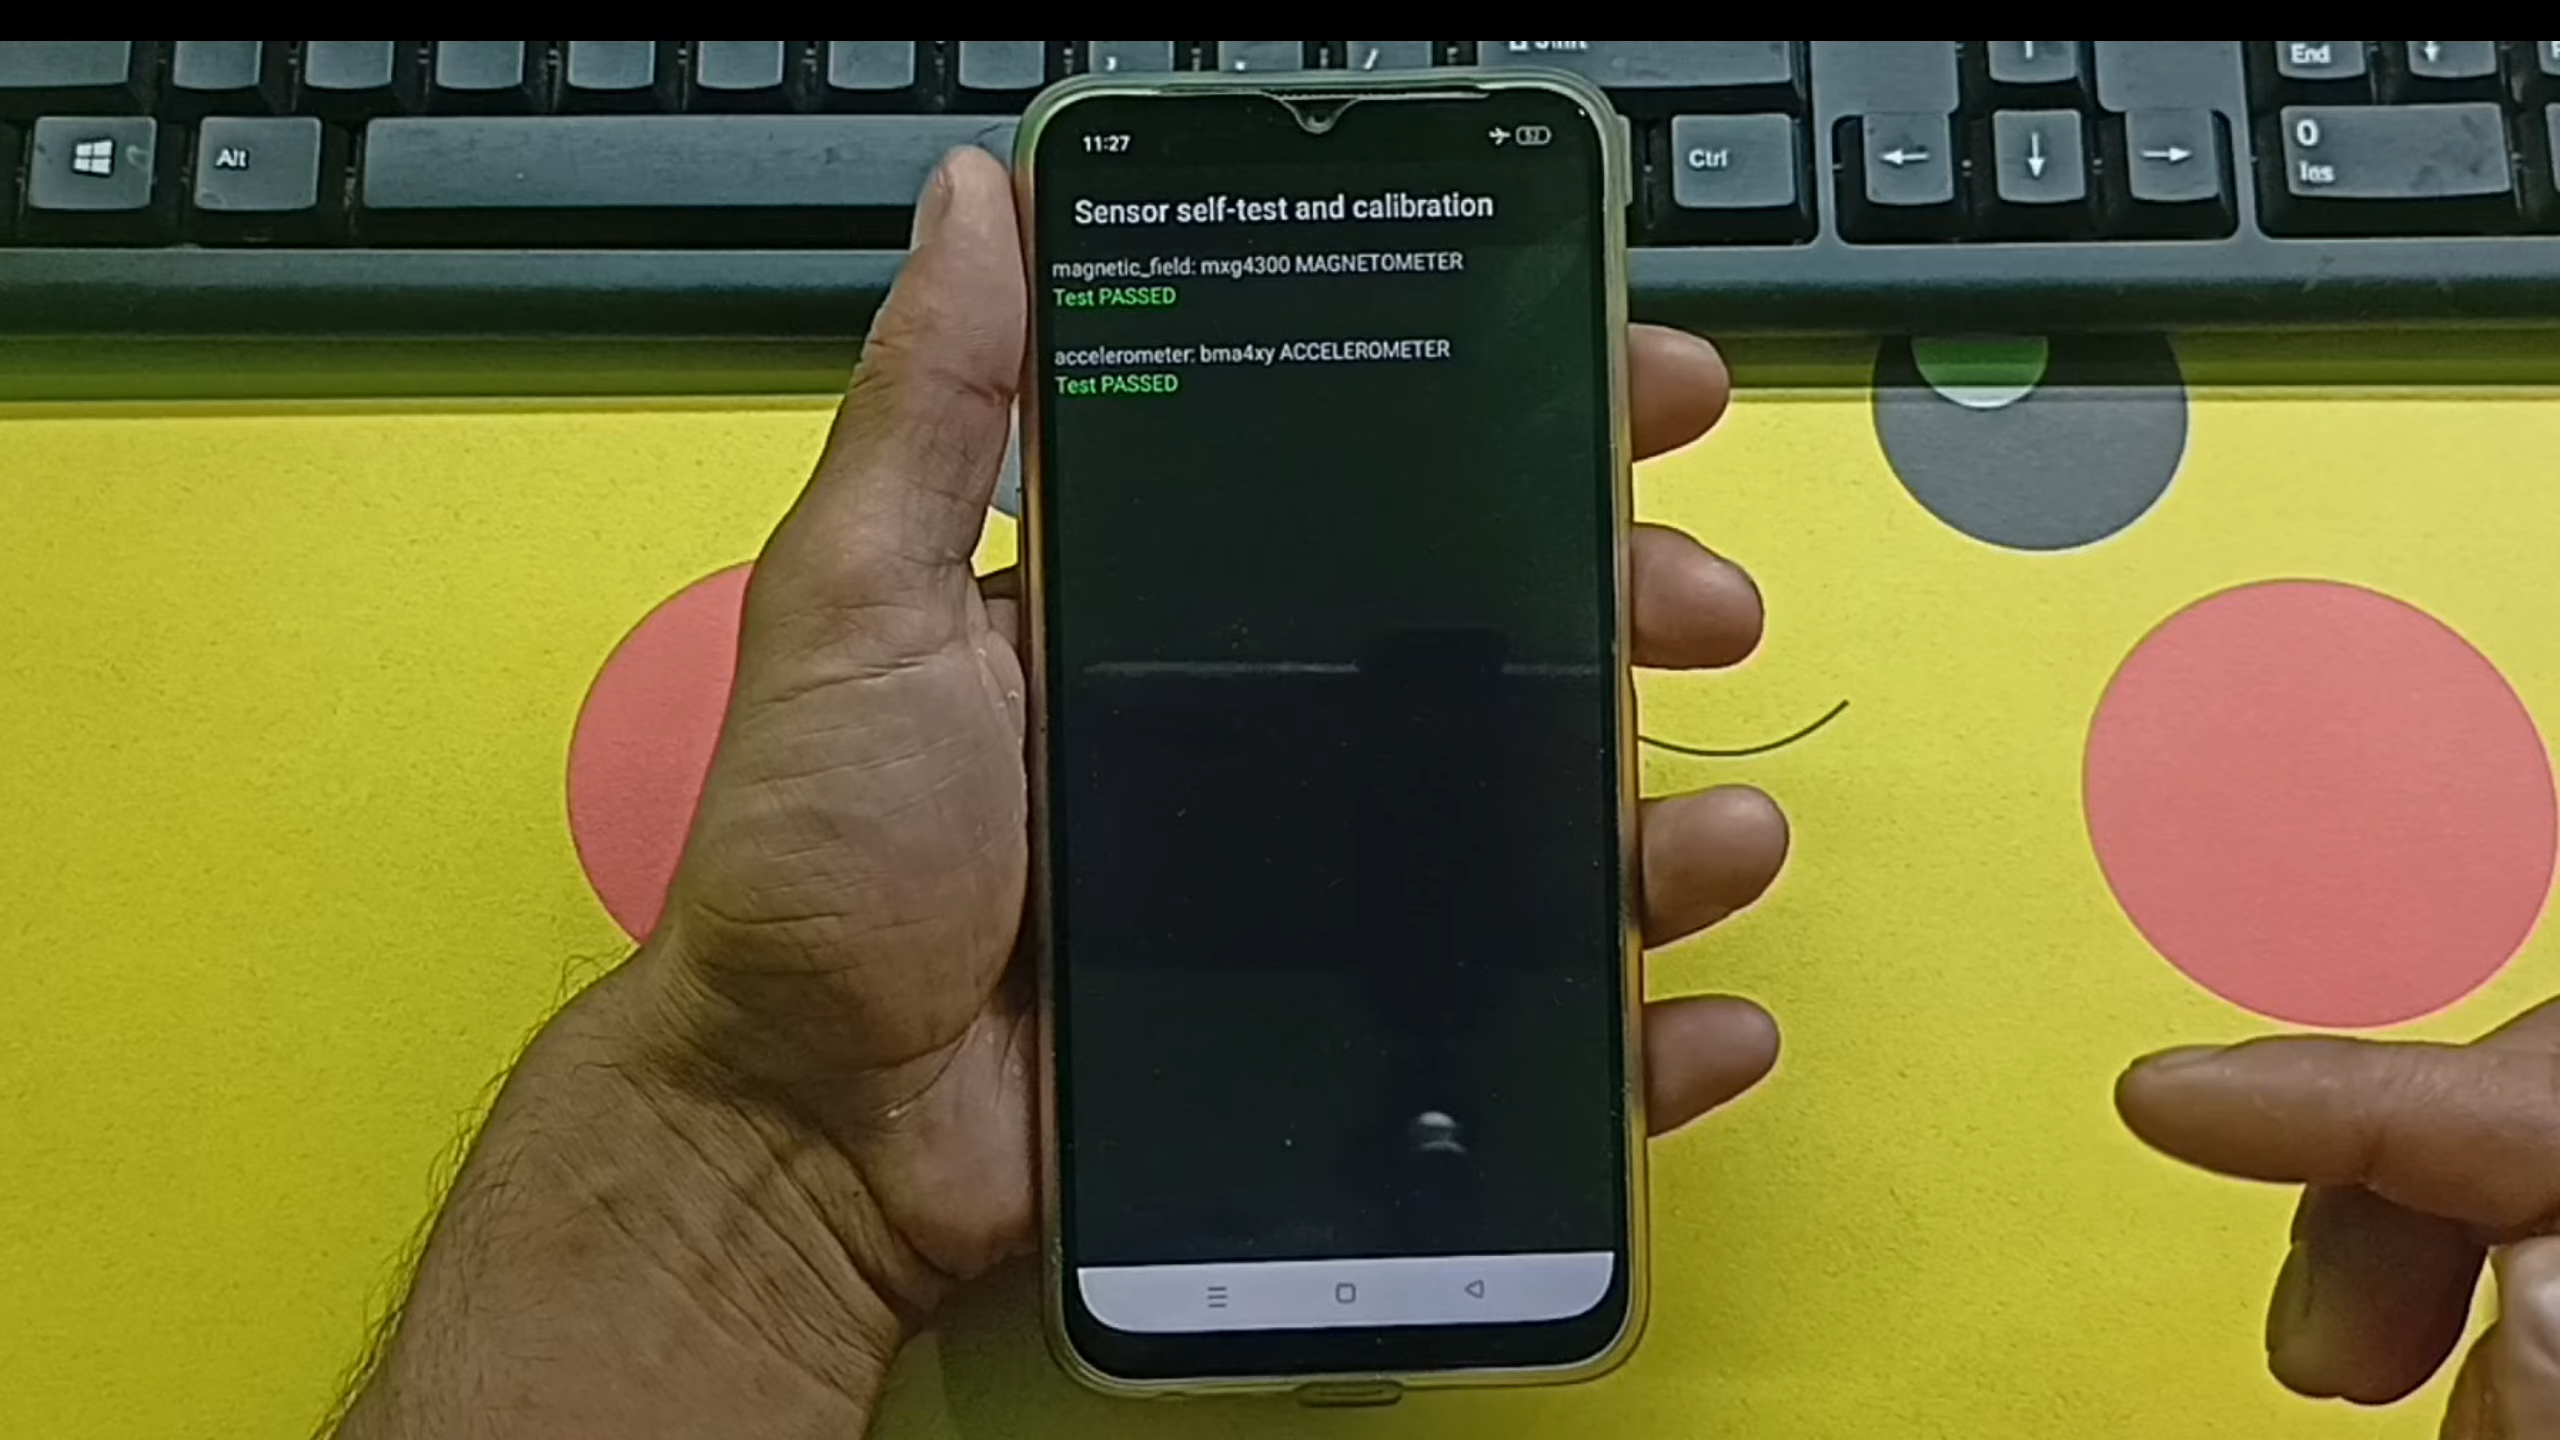 , . / Shift
End
Alt
Ctrl
0
Ins
11:27
Sensor self-test and calibration
magnetic_field: mxg4300 MAGNETOMETER
Test PASSED
accelerometer: bma4xy ACCELEROMETER
Test PASSED